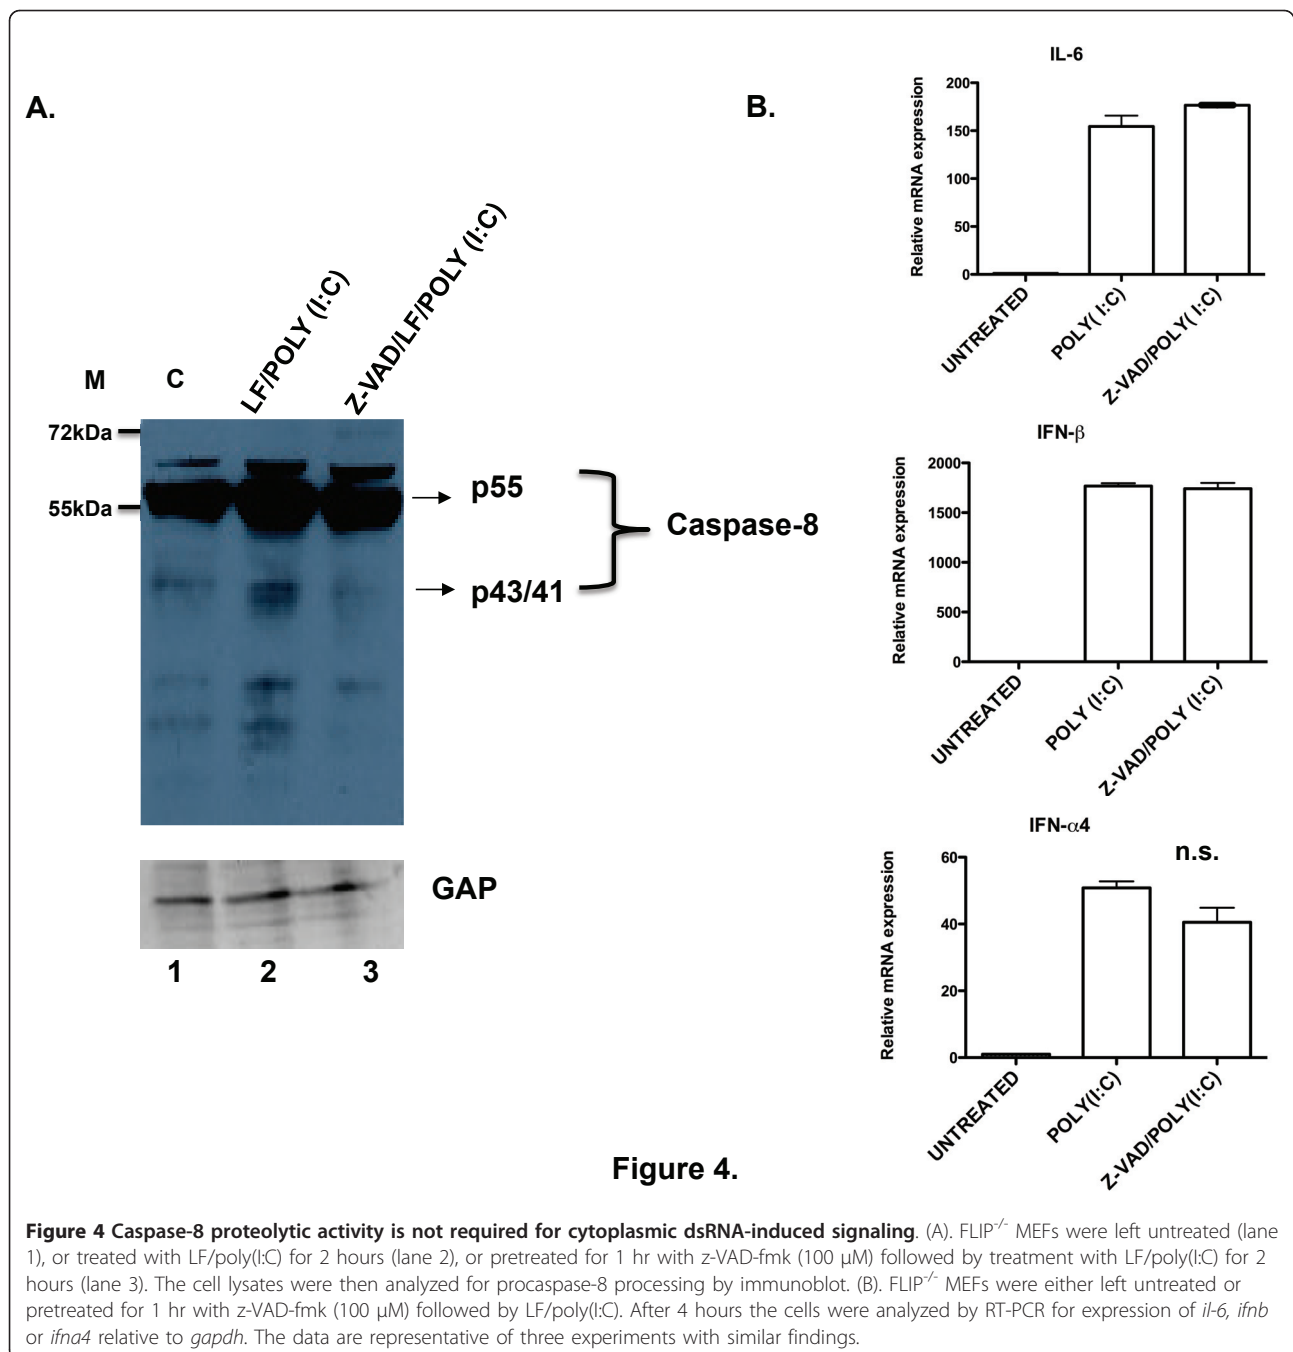 A.
M
C
LF/POLY (I:C)
Z-VAD/LF/POLY (I:C)
72kDa
55kDa
p55
p43/41
Caspase-8
GAP
1 2 3
B.
IL-6
Relative mRNA expression
200
150
100
50
0
UNTREATED
POLY( I:C)
Z-VAD/POLY( I:C)
IFN-β
Relative mRNA expression
2000
1500
1000
500
0
UNTREATED
POLY (I:C)
Z-VAD/POLY (I:C)
IFN-α4
n.s.
Relative mRNA expression
60
40
20
0
UNTREATED
POLY(I:C)
Z-VAD/POLY(I:C)
Figure 4.
Figure 4 Caspase-8 proteolytic activity is not required for cytoplasmic dsRNA-induced signaling. (A). FLIP-/- MEFs were left untreated (lane
1), or treated with LF/poly(I:C) for 2 hours (lane 2), or pretreated for 1 hr with z-VAD-fmk (100 μM) followed by treatment with LF/poly(I:C) for 2
hours (lane 3). The cell lysates were then analyzed for procaspase-8 processing by immunoblot. (B). FLIP-/- MEFs were either left untreated or
pretreated for 1 hr with z-VAD-fmk (100 μM) followed by LF/poly(I:C). After 4 hours the cells were analyzed by RT-PCR for expression of il-6, ifnb
or ifna4 relative to gapdh. The data are representative of three experiments with similar findings.